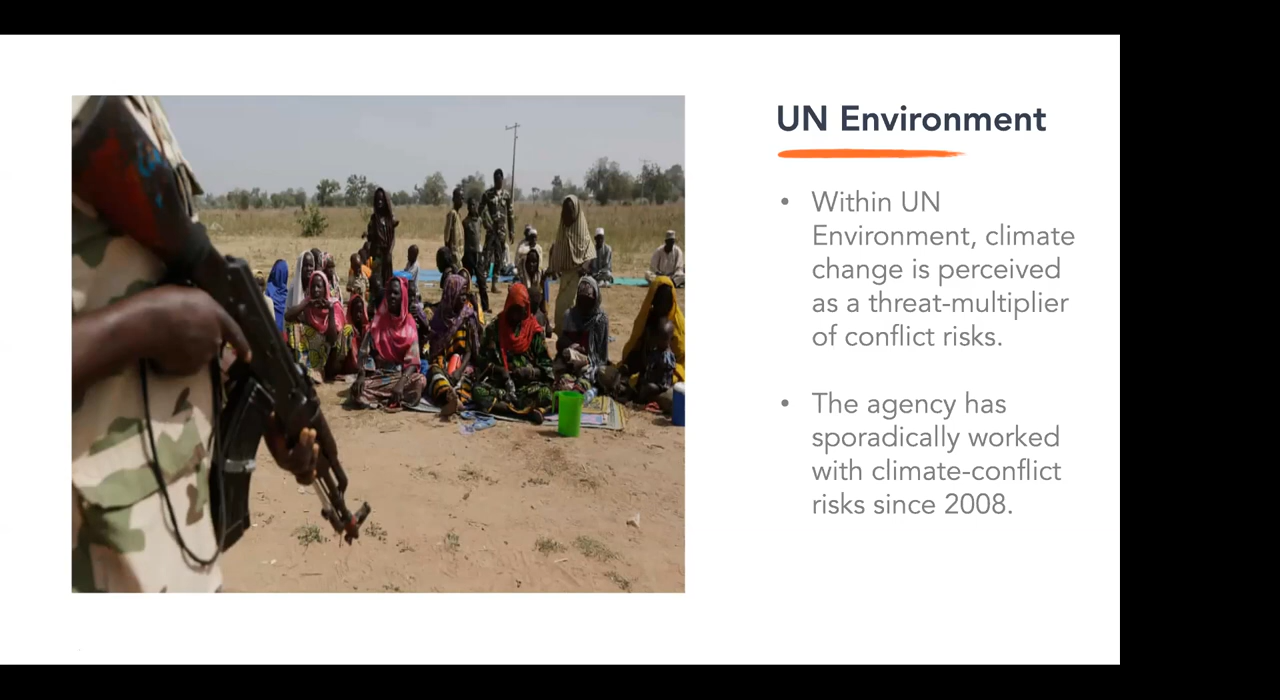 UN Environment
• Within UN
Environment, climate
change is perceived
as a threat-multiplier
of conflict risks.
• The agency has
sporadically worked
with climate-conflict
risks since 2008.